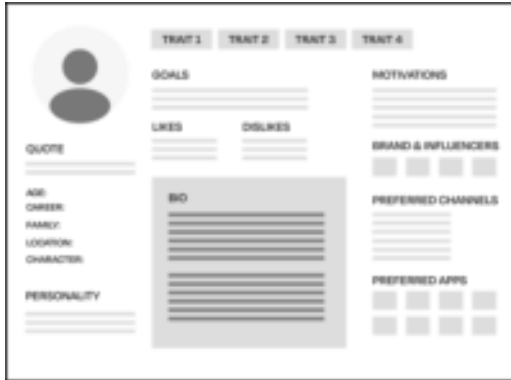 TRAIT 1 TRAIT 2 TRAIT 3 TRAIT 4
QUOTE
AGE:
CAREER:
FAMILY:
LOCATION:
CHARACTER:
PERSONALITY
GOALS
LIKES DISLIKES
BIO
MOTIVATIONS
BRAND & INFLUENCERS
PREFERRED CHANNELS
PREFERRED APPS